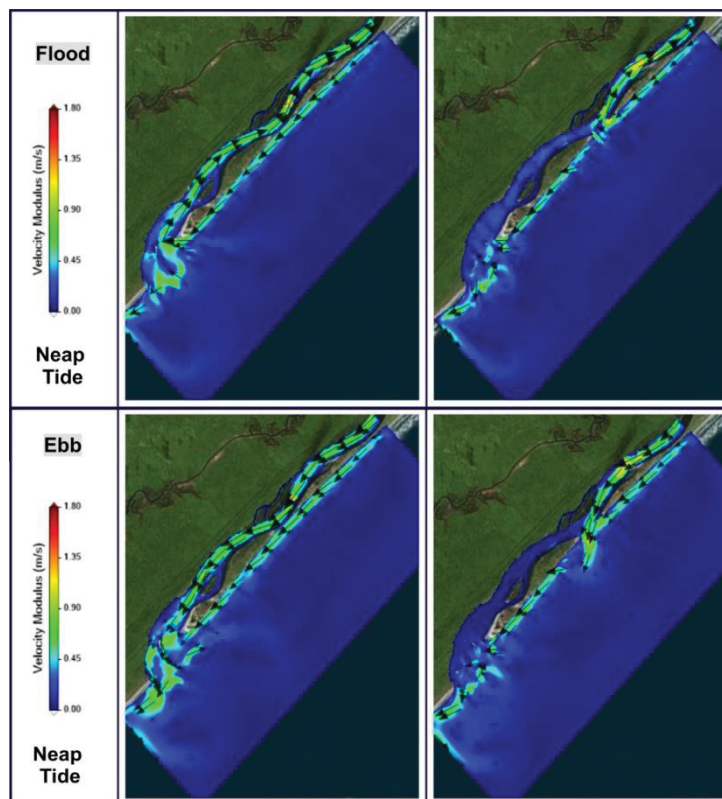 Flood
1.80
1.35
0.90
0.45
0.00
Velocity Modulus (m/s)
Neap
Tide
Ebb
1.80
1.35
0.90
0.45
0.00
Velocity Modulus (m/s)
Neap
Tide